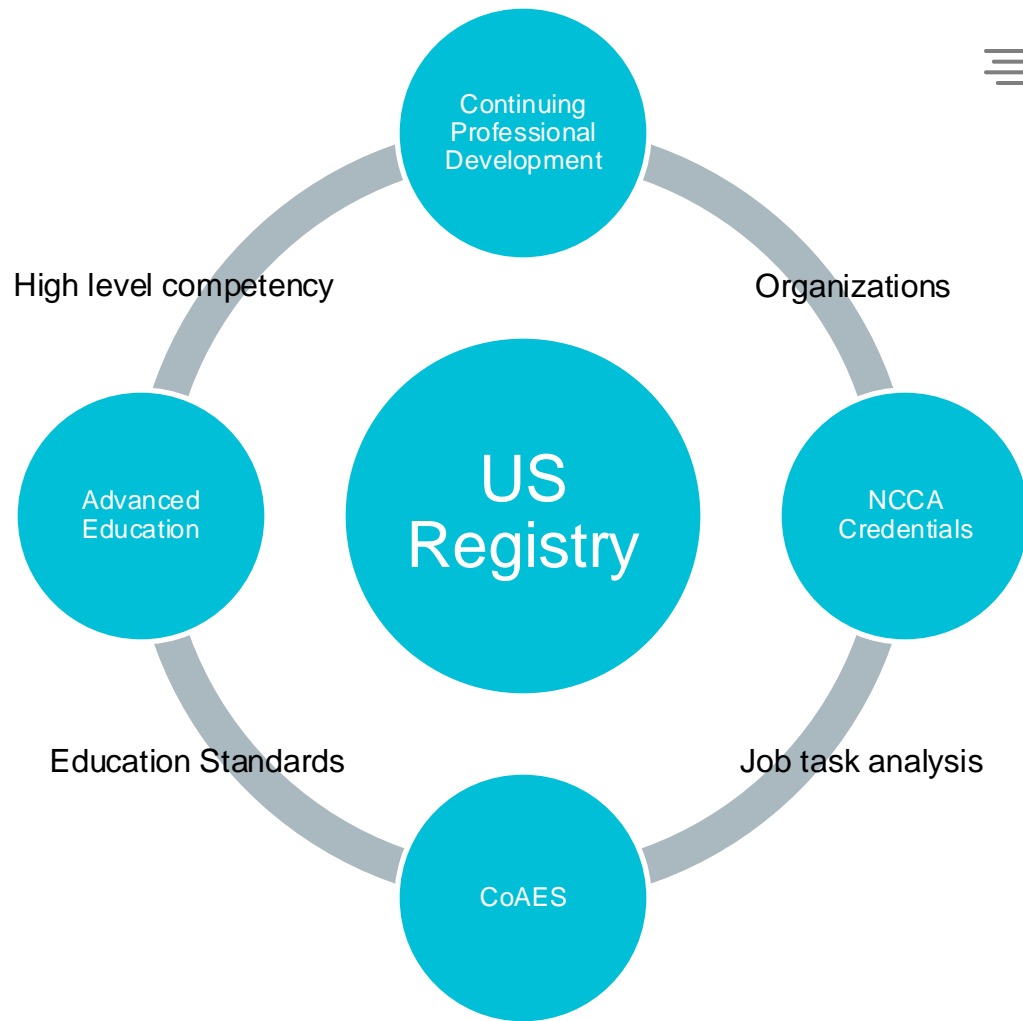 Continuing
Professional
Development
High level competency
Organizations
US
Registry
Advanced
Education
NCCA
Credentials
Education Standards
Job task analysis
CoAES